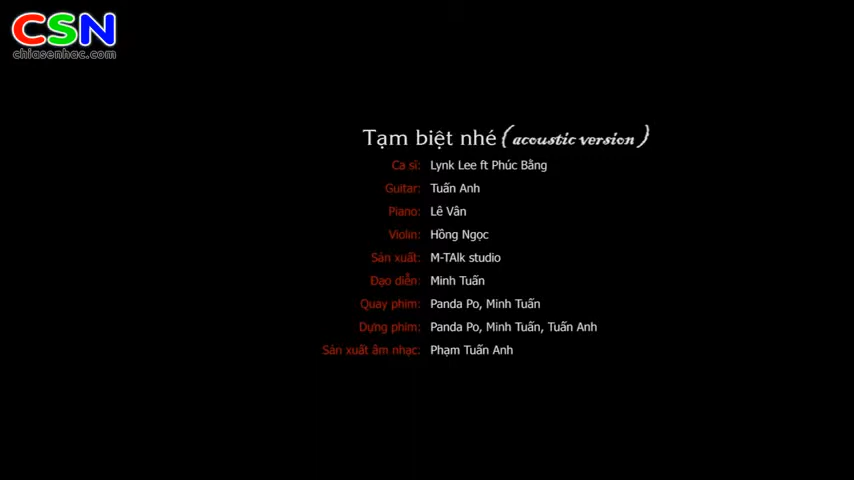 CSN
chiasenhac.com
Tạm biệt nhé (acoustic version)
Ca sĩ: Lynk Lee ft Phúc Bằng
Guitar: Tuấn Anh
Piano: Lê Vân
Violin: Hồng Ngọc
Sản xuất: M-TAlk studio
Đạo diễn: Minh Tuấn
Quay phim: Panda Po, Minh Tuấn
Dựng phim: Panda Po, Minh Tuấn, Tuấn Anh
Sản xuất âm nhạc: Phạm Tuấn Anh